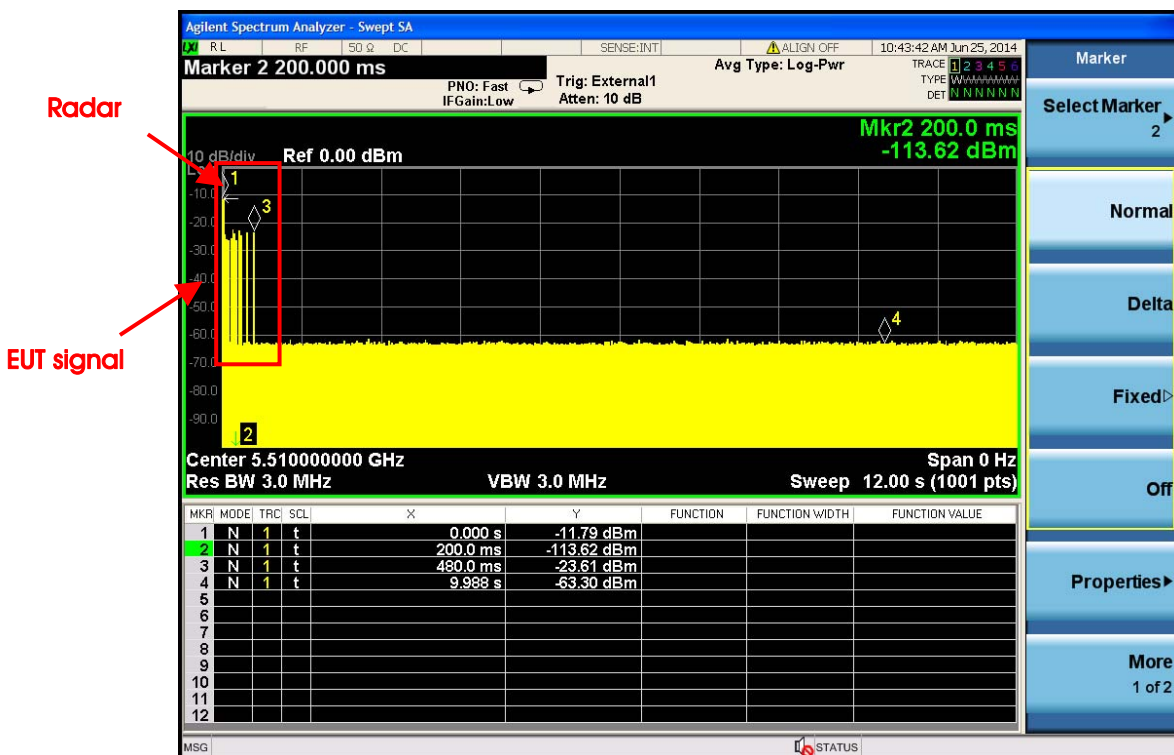 Agilent Spectrum Analyzer - Swept SA
LXI RL RF 50 Ω DC SENSE:INT ALIGN OFF 10:43:42 AM Jun 25, 2014
Marker 2 200.000 ms
PNO: Fast
IFGain:Low
Trig: External1
Atten: 10 dB
Avg Type: Log-Pwr
TRACE 1 2 3 4 5 6
TYPE W
DET N N N N N N
Mkr2 200.0 ms
-113.62 dBm
10 dB/div Ref 0.00 dBm
Radar
EUT signal
1
3
4
2
-10.0
-20.0
-30.0
-40.0
-50.0
-60.0
-70.0
-80.0
-90.0
Center 5.510000000 GHz Span 0 Hz
Res BW 3.0 MHz VBW 3.0 MHz Sweep 12.00 s (1001 pts)
MKR MODE TRC SCL X Y FUNCTION FUNCTION WIDTH FUNCTION VALUE
1 N 1 t 0.000 s -11.79 dBm
2 N 1 t 200.0 ms -113.62 dBm
3 N 1 t 480.0 ms -23.61 dBm
4 N 1 t 9.988 s -63.30 dBm
5
6
7
8
9
10
11
12
MSG STATUS
Marker
Select Marker
2
Normal
Delta
Fixed
Off
Properties
More
1 of 2